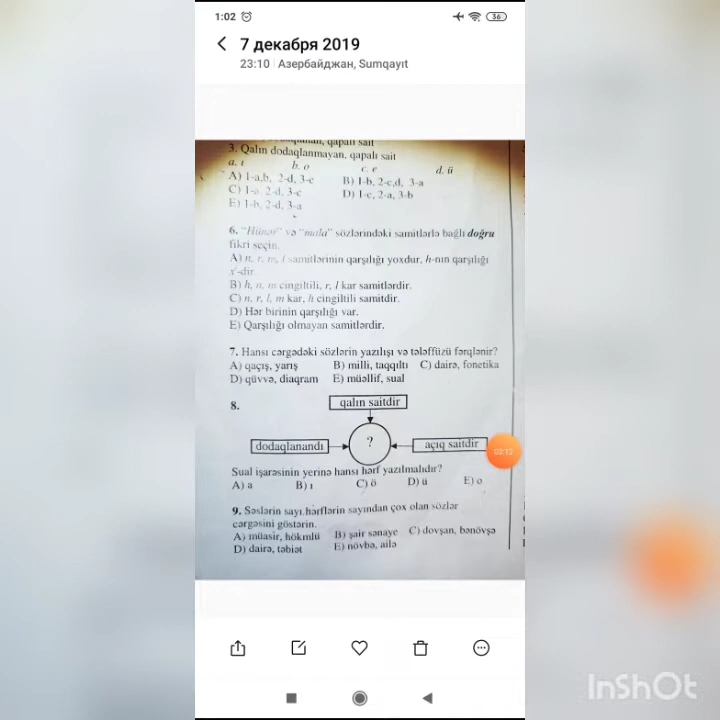 1:02
36
7 декабря 2019
23:10 Азербайджан, Sumqayıt
qapalı sait
3. Qalın dodaqlanmayan, qapalı sait
a. ı b. o c. e d. ü
A) 1-a,b, 2-d, 3-c B) 1-b, 2-c,d, 3-a
C) 1-a, 2-d, 3-c D) 1-c, 2-a, 3-b
E) 1-b, 2-d, 3-a
6. "Hünər" və "mala" sözlərindəki samitlərlə bağlı doğru
fikri seçin.
A) n, r, m, l samitlərinin qarşılığı yoxdur, h-nın qarşılığı
x'-dir
B) h, n, m cingiltili, r, l kar samitlərdir.
C) n, r, l, m kar, h cingiltili samitdir.
D) Hər birinin qarşılığı var.
E) Qarşılığı olmayan samitlərdir.
7. Hansı cərgədəki sözlərin yazılışı və tələffüzü fərqlənir?
A) qaçış, yarış B) milli, taqqıltı C) dairə, fonetika
D) qüvvə, diaqram E) müəllif, sual
8.
qalın saitdir
dodaqlanandı ? açıq saitdir
Sual işarəsinin yerinə hansı hərf yazılmalıdır?
A) a B) ı C) ö D) ü E) o
9. Səslərin sayı hərflərin sayından çox olan sözlər
cərgəsini göstərin.
A) müasir, hökmlü B) şair sənaye C) dovşan, bənövşə
D) dairə, təbiət E) növbə, ailə
InShOt